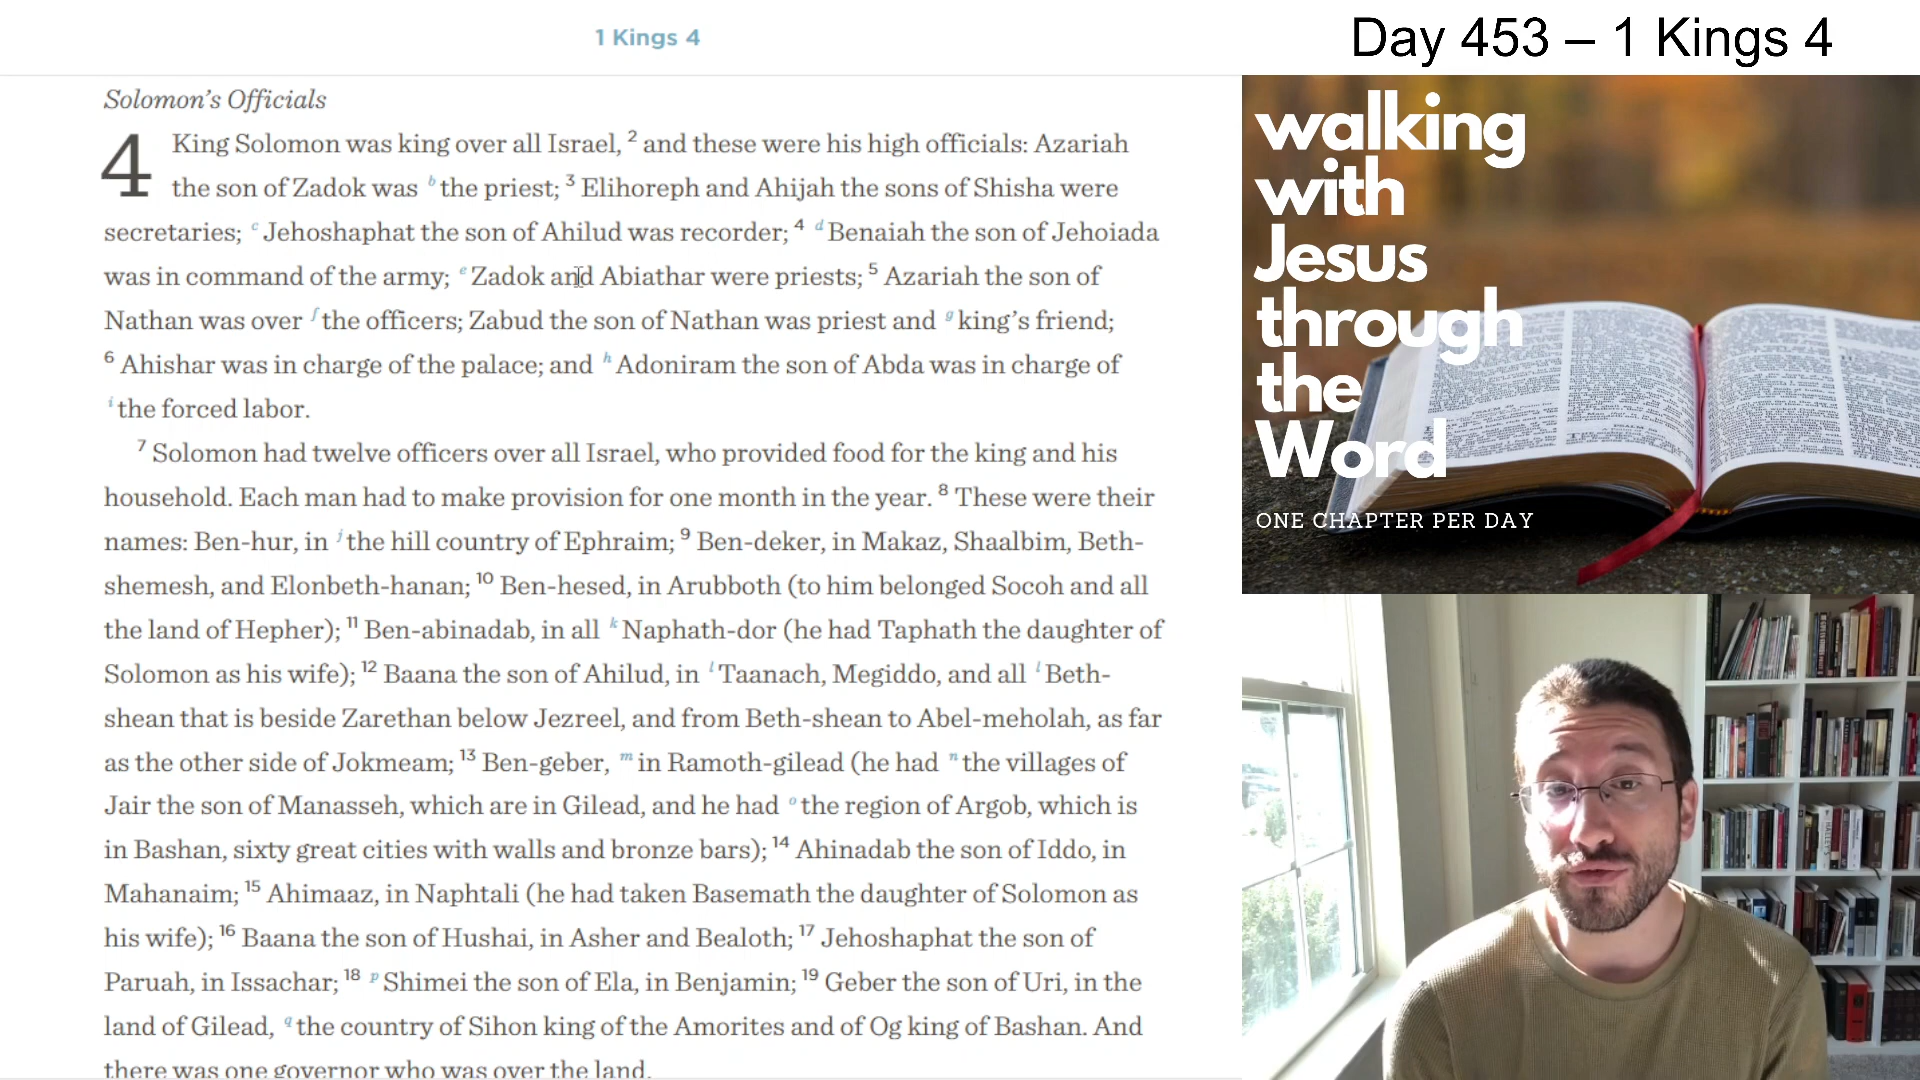 1 Kings 4
Day 453 – 1 Kings 4
Solomon’s Officials
4 King Solomon was king over all Israel, 2 and these were his high officials: Azariah
the son of Zadok was b the priest; 3 Elihoreph and Ahijah the sons of Shisha were
secretaries; c Jehoshaphat the son of Ahilud was recorder; 4 d Benaiah the son of Jehoiada
was in command of the army; e Zadok and Abiathar were priests; 5 Azariah the son of
Nathan was over f the officers; Zabud the son of Nathan was priest and g king’s friend;
6 Ahishar was in charge of the palace; and h Adoniram the son of Abda was in charge of
i the forced labor.
7 Solomon had twelve officers over all Israel, who provided food for the king and his
household. Each man had to make provision for one month in the year. 8 These were their
names: Ben-hur, in j the hill country of Ephraim; 9 Ben-deker, in Makaz, Shaalbim, Beth-
shemesh, and Elonbeth-hanan; 10 Ben-hesed, in Arubboth (to him belonged Socoh and all
the land of Hepher); 11 Ben-abinadab, in all k Naphath-dor (he had Taphath the daughter of
Solomon as his wife); 12 Baana the son of Ahilud, in l Taanach, Megiddo, and all l Beth-
shean that is beside Zarethan below Jezreel, and from Beth-shean to Abel-meholah, as far
as the other side of Jokmeam; 13 Ben-geber, m in Ramoth-gilead (he had n the villages of
Jair the son of Manasseh, which are in Gilead, and he had o the region of Argob, which is
in Bashan, sixty great cities with walls and bronze bars); 14 Ahinadab the son of Iddo, in
Mahanaim; 15 Ahimaaz, in Naphtali (he had taken Basemath the daughter of Solomon as
his wife); 16 Baana the son of Hushai, in Asher and Bealoth; 17 Jehoshaphat the son of
Paruah, in Issachar; 18 p Shimei the son of Ela, in Benjamin; 19 Geber the son of Uri, in the
land of Gilead, q the country of Sihon king of the Amorites and of Og king of Bashan. And
there was one governor who was over the land.
walking
with
Jesus
through
the
Word
ONE CHAPTER PER DAY